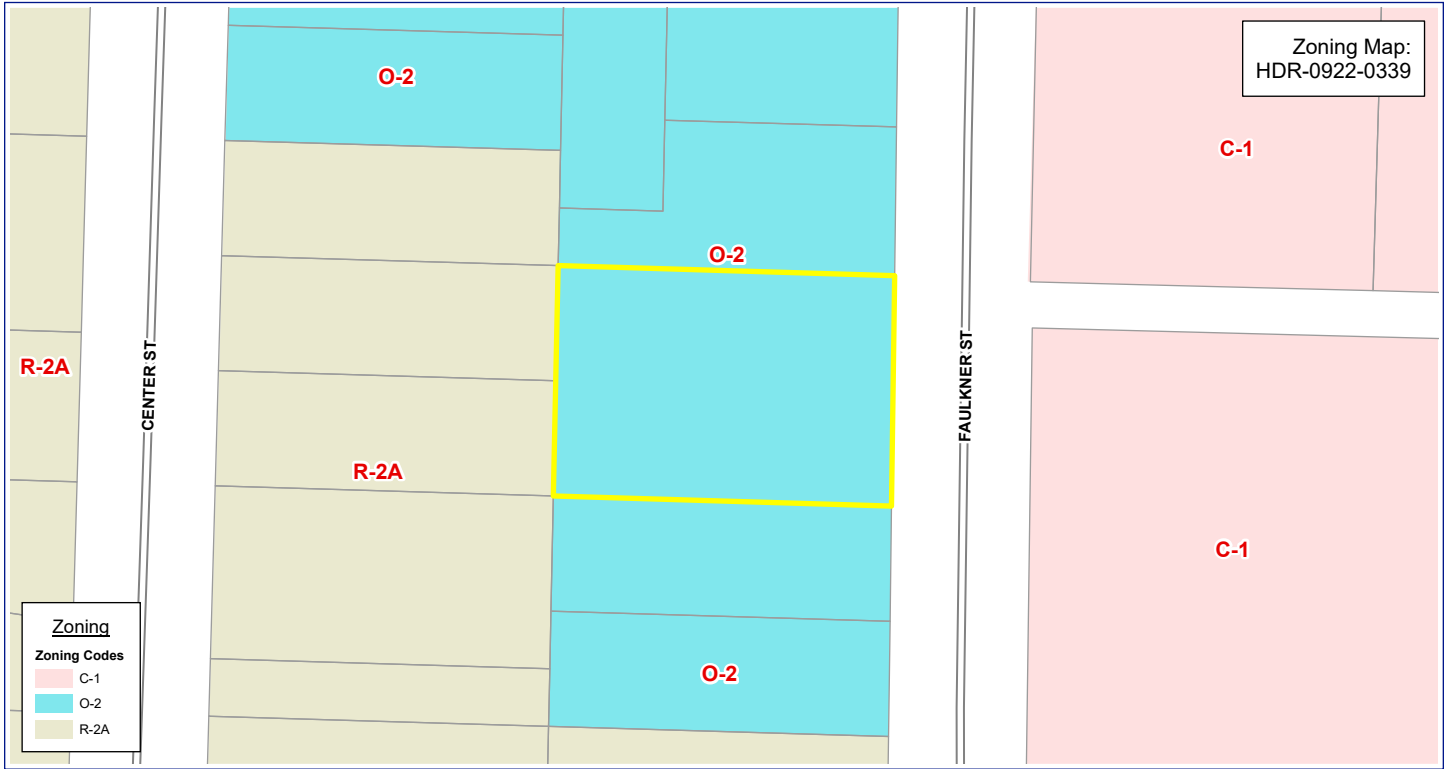 Zoning Map:
HDR-0922-0339
O-2
C-1
O-2
R-2A
CENTER ST
FAULKNER ST
R-2A
C-1
O-2
Zoning
Zoning Codes
C-1
O-2
R-2A